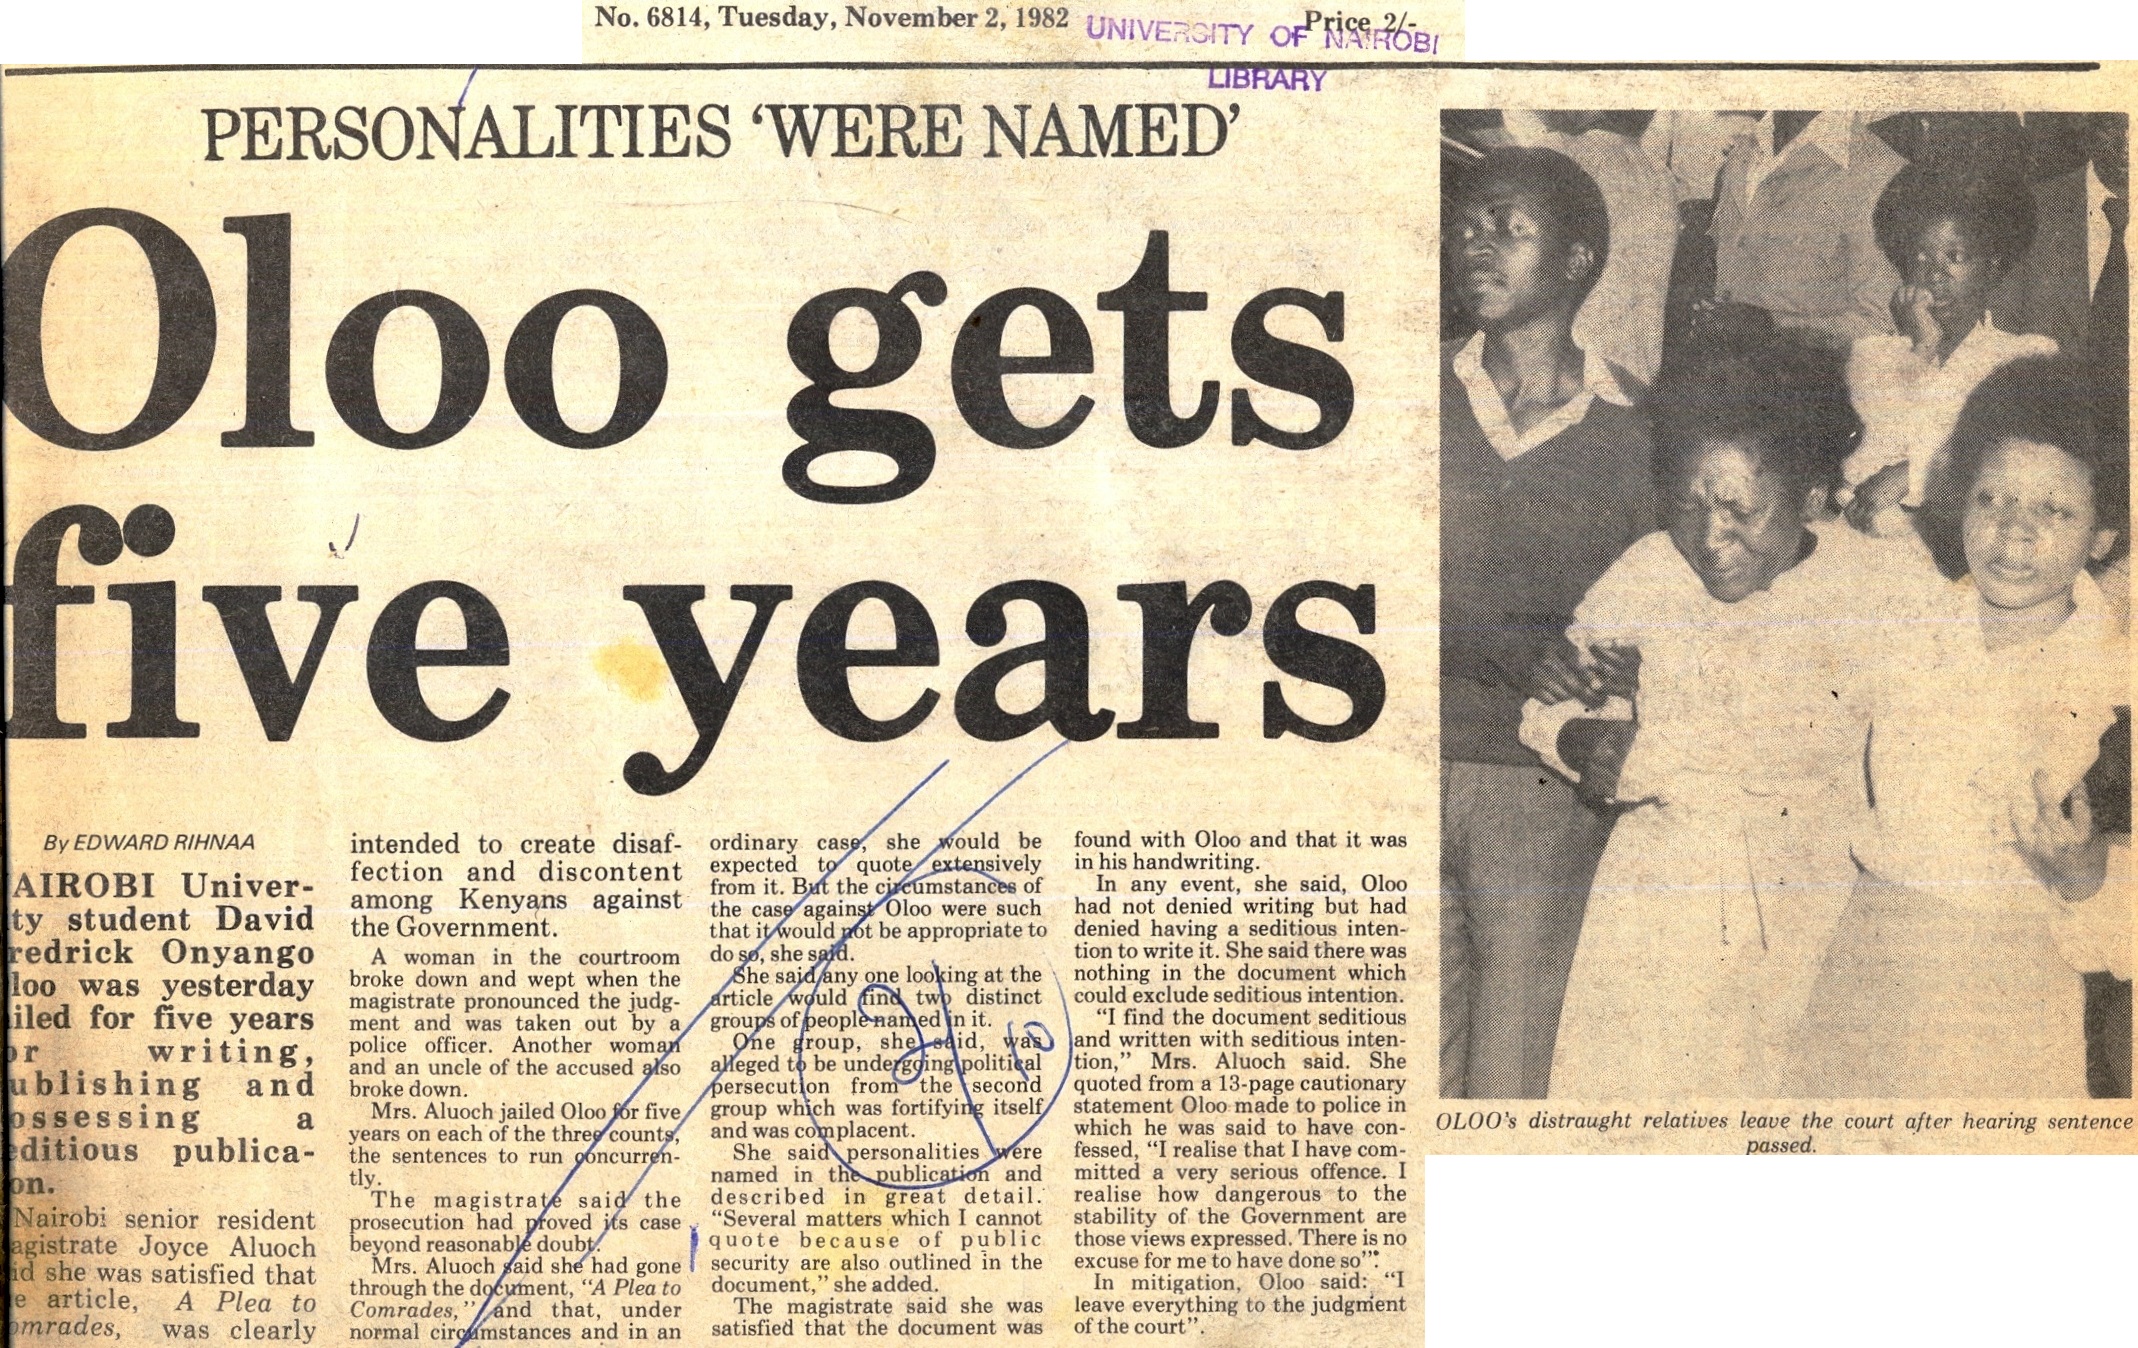 No. 6814, Tuesday, November 2, 1982
Price 2/-
UNIVERSITY OF NAIROBI
LIBRARY
PERSONALITIES ‘WERE NAMED’
Oloo gets
five years
By EDWARD RIHNAA
AIROBI Univer-
ty student David
redrick Onyango
loo was yesterday
iled for five years
or writing,
ublishing and
ossessing a
editious publica-
on.
Nairobi senior resident
agistrate Joyce Aluoch
id she was satisfied that
e article, A Plea to
omrades, was clearly
intended to create disaf-
fection and discontent
among Kenyans against
the Government.
A woman in the courtroom
broke down and wept when the
magistrate pronounced the judg-
ment and was taken out by a
police officer. Another woman
and an uncle of the accused also
broke down.
Mrs. Aluoch jailed Oloo for five
years on each of the three counts,
the sentences to run concurren-
tly.
The magistrate said the
prosecution had proved its case
beyond reasonable doubt.
Mrs. Aluoch said she had gone
through the document, “A Plea to
Comrades,” and that, under
normal circumstances and in an
ordinary case, she would be
expected to quote extensively
from it. But the circumstances of
the case against Oloo were such
that it would not be appropriate to
do so, she said.
She said any one looking at the
article would find two distinct
groups of people named in it.
One group, she said, was
alleged to be undergoing political
persecution from the second
group which was fortifying itself
and was complacent.
She said personalities were
named in the publication and
described in great detail.
“Several matters which I cannot
quote because of public
security are also outlined in the
document,” she added.
The magistrate said she was
satisfied that the document was
found with Oloo and that it was
in his handwriting.
In any event, she said, Oloo
had not denied writing but had
denied having a seditious inten-
tion to write it. She said there was
nothing in the document which
could exclude seditious intention.
“I find the document seditious
and written with seditious inten-
tion,” Mrs. Aluoch said. She
quoted from a 13-page cautionary
statement Oloo made to police in
which he was said to have con-
fessed, “I realise that I have com-
mitted a very serious offence. I
realise how dangerous to the
stability of the Government are
those views expressed. There is no
excuse for me to have done so”.
In mitigation, Oloo said: “I
leave everything to the judgment
of the court”.
OLOO's distraught relatives leave the court after hearing sentence
passed.